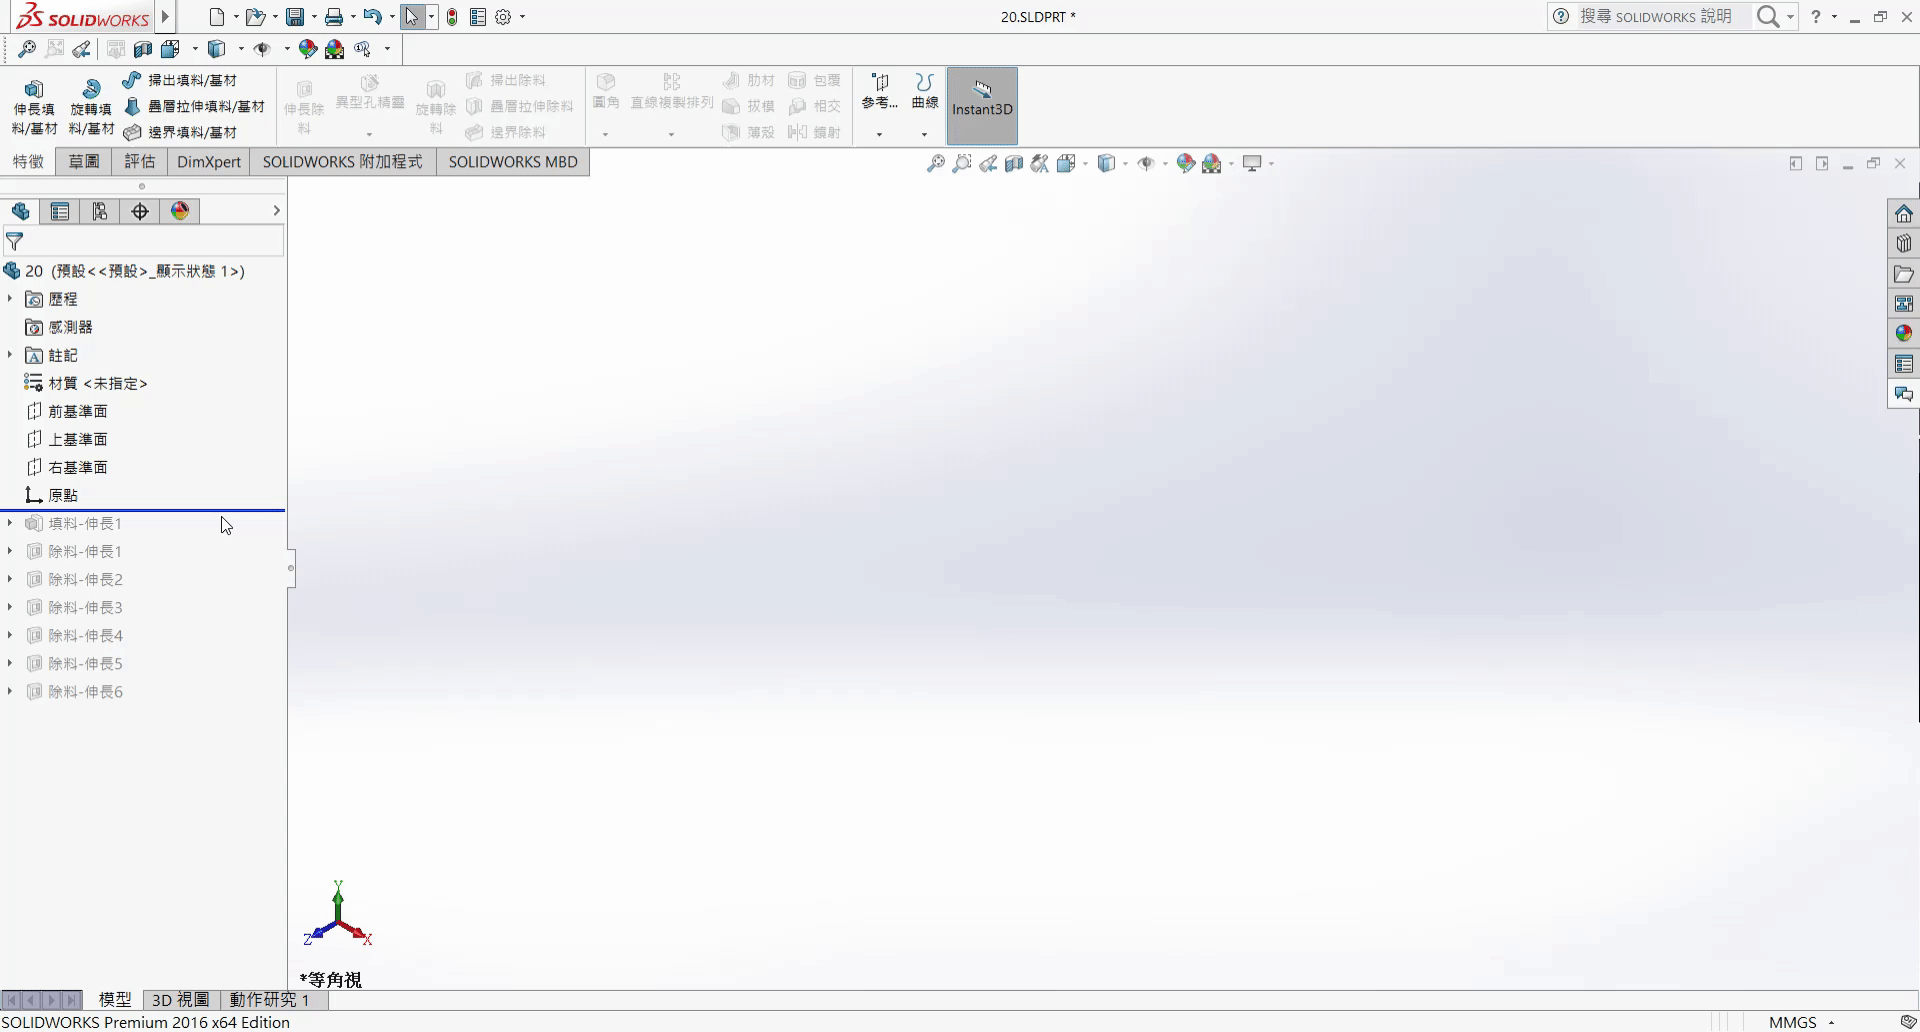 SOLIDWORKS
20.SLDPRT *
搜尋 SOLIDWORKS 說明
?
伸長填料/基材
旋轉填料/基材
掃出填料/基材
疊層拉伸填料/基材
邊界填料/基材
伸長除料
異型孔精靈
旋轉除料
掃出除料
疊層拉伸除料
邊界除料
圓角
直線複製排列
肋材
拔模
薄殼
包覆
相交
鏡射
參考...
曲線
Instant3D
特徵
草圖
評估
DimXpert
SOLIDWORKS 附加程式
SOLIDWORKS MBD
20 (預設<<預設>_顯示狀態 1>)
歷程
感測器
註記
材質 <未指定>
前基準面
上基準面
右基準面
原點
填料-伸長1
除料-伸長1
除料-伸長2
除料-伸長3
除料-伸長4
除料-伸長5
除料-伸長6
Y
Z
X
*等角視
模型
3D 視圖
動作研究 1
SOLIDWORKS Premium 2016 x64 Edition
MMGS